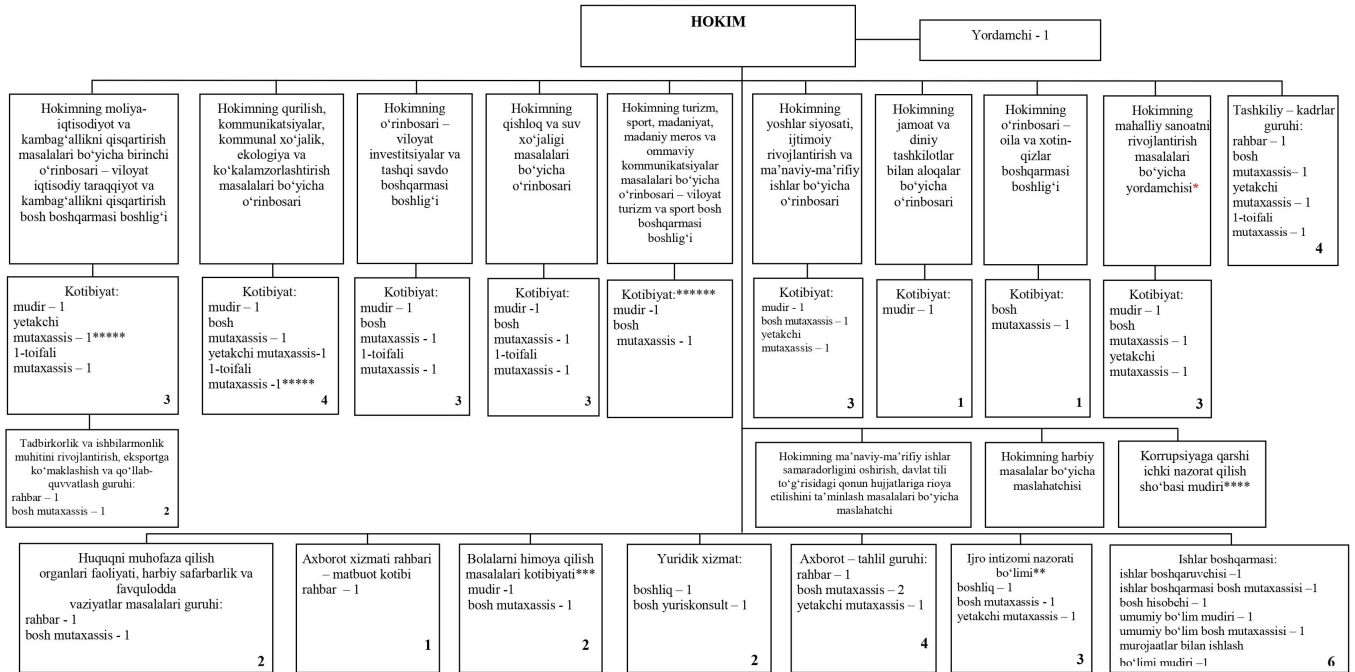 HOKIM
Yordamchi - 1
Hokimning moliya-
iqtisodiyot va
kambag‘allikni qisqartirish
masalalari bo‘yicha birinchi
o‘rinbosari – viloyat
iqtisodiy taraqqiyot va
kambag‘allikni qisqartirish
bosh boshqarmasi boshlig‘i
Hokimning qurilish,
kommunikatsiyalar,
kommunal xo‘jalik,
ekologiya va
ko‘kalamzorlashtirish
masalalari bo‘yicha
o‘rinbosari
Hokimning
o‘rinbosari –
viloyat
investitsiyalar va
tashqi savdo
boshqarmasi
boshlig‘i
Hokimning
qishloq va suv
xo‘jaligi
masalalari
bo‘yicha
o‘rinbosari
Hokimning turizm,
sport, madaniyat,
madaniy meros va
ommaviy
kommunikatsiyalar
masalalari bo‘yicha
o‘rinbosari – viloyat
turizm va sport bosh
boshqarmasi
boshlig‘i
Hokimning
yoshlar siyosati,
ijtimoiy
rivojlantirish va
ma’naviy-ma’rifiy
ishlar bo‘yicha
o‘rinbosari
Hokimning
jamoat va
diniy
tashkilotlar
bilan aloqalar
bo‘yicha
o‘rinbosari
Hokimning
o‘rinbosari –
oila va xotin-
qizlar
boshqarmasi
boshlig‘i
Hokimning
mahalliy sanoatni
rivojlantirish
masalalari
bo‘yicha
yordamchisi*
Tashkiliy – kadrlar
guruhi:
rahbar – 1
bosh
mutaxassis– 1
yetakchi
mutaxassis – 1
1-toifali
mutaxassis – 1
4
Kotibiyat:
mudir – 1
yetakchi
mutaxassis – 1*****
1-toifali
mutaxassis – 1
3
Kotibiyat:
mudir – 1
bosh
mutaxassis – 1
yetakchi mutaxassis-1
1-toifali
mutaxassis -1*****
4
Kotibiyat:
mudir – 1
bosh
mutaxassis - 1
1-toifali
mutaxassis - 1
3
Kotibiyat:
mudir -1
bosh
mutaxassis - 1
1-toifali
mutaxassis - 1
3
Kotibiyat:******
mudir -1
bosh
mutaxassis - 1
Kotibiyat:
mudir - 1
bosh mutaxassis – 1
yetakchi
mutaxassis – 1
3
Kotibiyat:
mudir – 1
1
Kotibiyat:
bosh
mutaxassis – 1
1
Kotibiyat:
mudir – 1
bosh
mutaxassis – 1
yetakchi
mutaxassis – 1
3
Tadbirkorlik va ishbilarmonlik
muhitini rivojlantirish, eksportga
ko‘maklashish va qo‘llab-
quvvatlash guruhi:
rahbar – 1
bosh mutaxassis – 1
2
Hokimning ma’naviy-ma’rifiy ishlar
samaradorligini oshirish, davlat tili
to‘g‘risidagi qonun hujjatlariga rioya
etilishini ta’minlash masalalari bo‘yicha
maslahatchi
Hokimning harbiy
masalalar bo‘yicha
maslahatchisi
Korrupsiyaga qarshi
ichki nazorat qilish
sho‘basi mudiri****
Huquqni muhofaza qilish
organlari faoliyati, harbiy safarbarlik va
favqulodda
vaziyatlar masalalari guruhi:
rahbar - 1
bosh mutaxassis - 1
2
Axborot xizmati rahbari
– matbuot kotibi
rahbar – 1
1
Bolalarni himoya qilish
masalalari kotibiyati***
mudir -1
bosh mutaxassis - 1
2
Yuridik xizmat:
boshliq – 1
bosh yuriskonsult – 1
2
Axborot – tahlil guruhi:
rahbar – 1
bosh mutaxassis – 2
yetakchi mutaxassis – 1
4
Ijro intizomi nazorati
bo‘limi**
boshliq – 1
bosh mutaxassis - 1
yetakchi mutaxassis – 1
3
Ishlar boshqarmasi:
ishlar boshqaruvchisi –1
ishlar boshqarmasi bosh mutaxassisi –1
bosh hisobchi – 1
umumiy bo‘lim mudiri – 1
umumiy bo‘lim bosh mutaxassisi – 1
murojaatlar bilan ishlash
bo‘limi mudiri –1
6